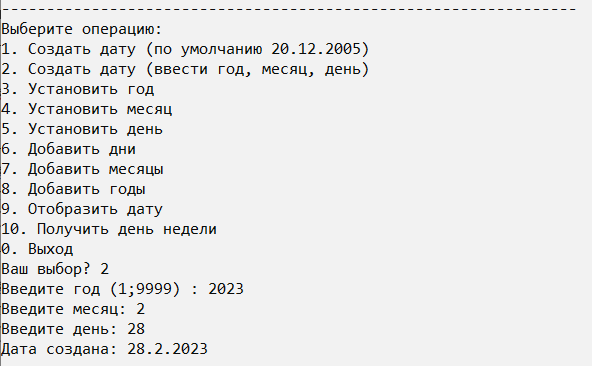 Выберите операцию:
1. Создать дату (по умолчанию 20.12.2005)
2. Создать дату (ввести год, месяц, день)
3. Установить год
4. Установить месяц
5. Установить день
6. Добавить дни
7. Добавить месяцы
8. Добавить годы
9. Отобразить дату
10. Получить день недели
0. Выход
Ваш выбор? 2
Введите год (1;9999) : 2023
Введите месяц: 2
Введите день: 28
Дата создана: 28.2.2023